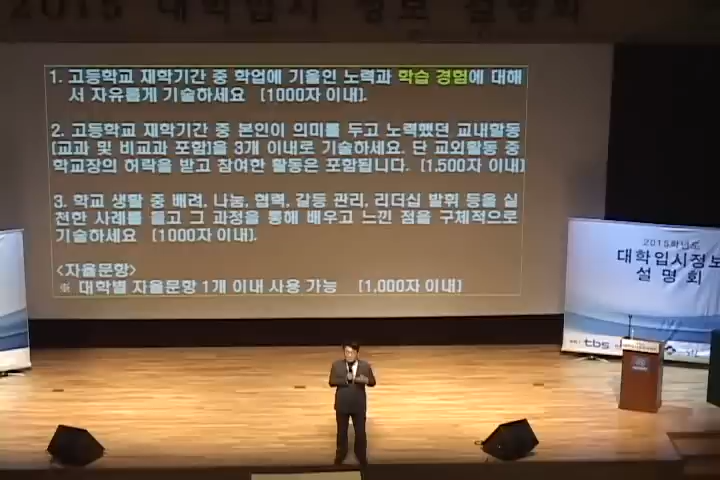 2015 대학입시 정보 설명회
1. 고등학교 재학기간 중 학업에 기울인 노력과 학습 경험에 대해
서 자유롭게 기술하세요 [1000자 이내].
2. 고등학교 재학기간 중 본인이 의미를 두고 노력했던 교내활동
[교과 및 비교과 포함]을 3개 이내로 기술하세요. 단 교외활동 중
학교장의 허락을 받고 참여한 활동은 포함됩니다. [1,500자 이내]
3. 학교 생활 중 배려, 나눔, 협력, 갈등 관리, 리더십 발휘 등을 실
천한 사례를 들고 그 과정을 통해 배우고 느낀 점을 구체적으로
기술하세요 [1000자 이내].
<자율문항>
※ 대학별 자율문항 1개 이내 사용 가능 [1,000자 이내]
2015학년도
대학입시정보
설명회
tbs